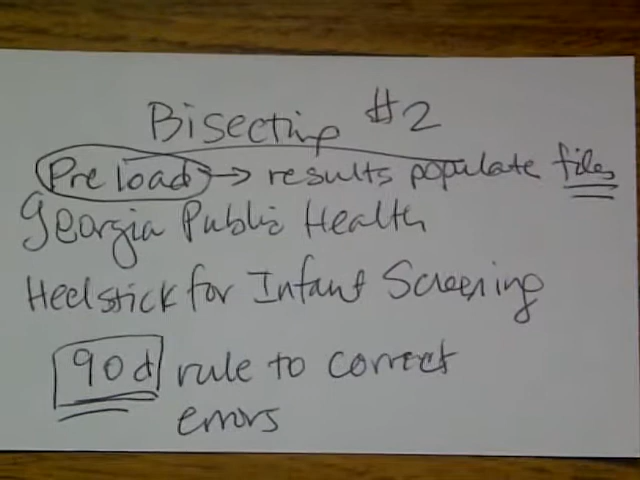 Bisecting #2
Preload → results populate files
Georgia Public Health
Heelstick for Infant Screening
90d rule to correct
errors